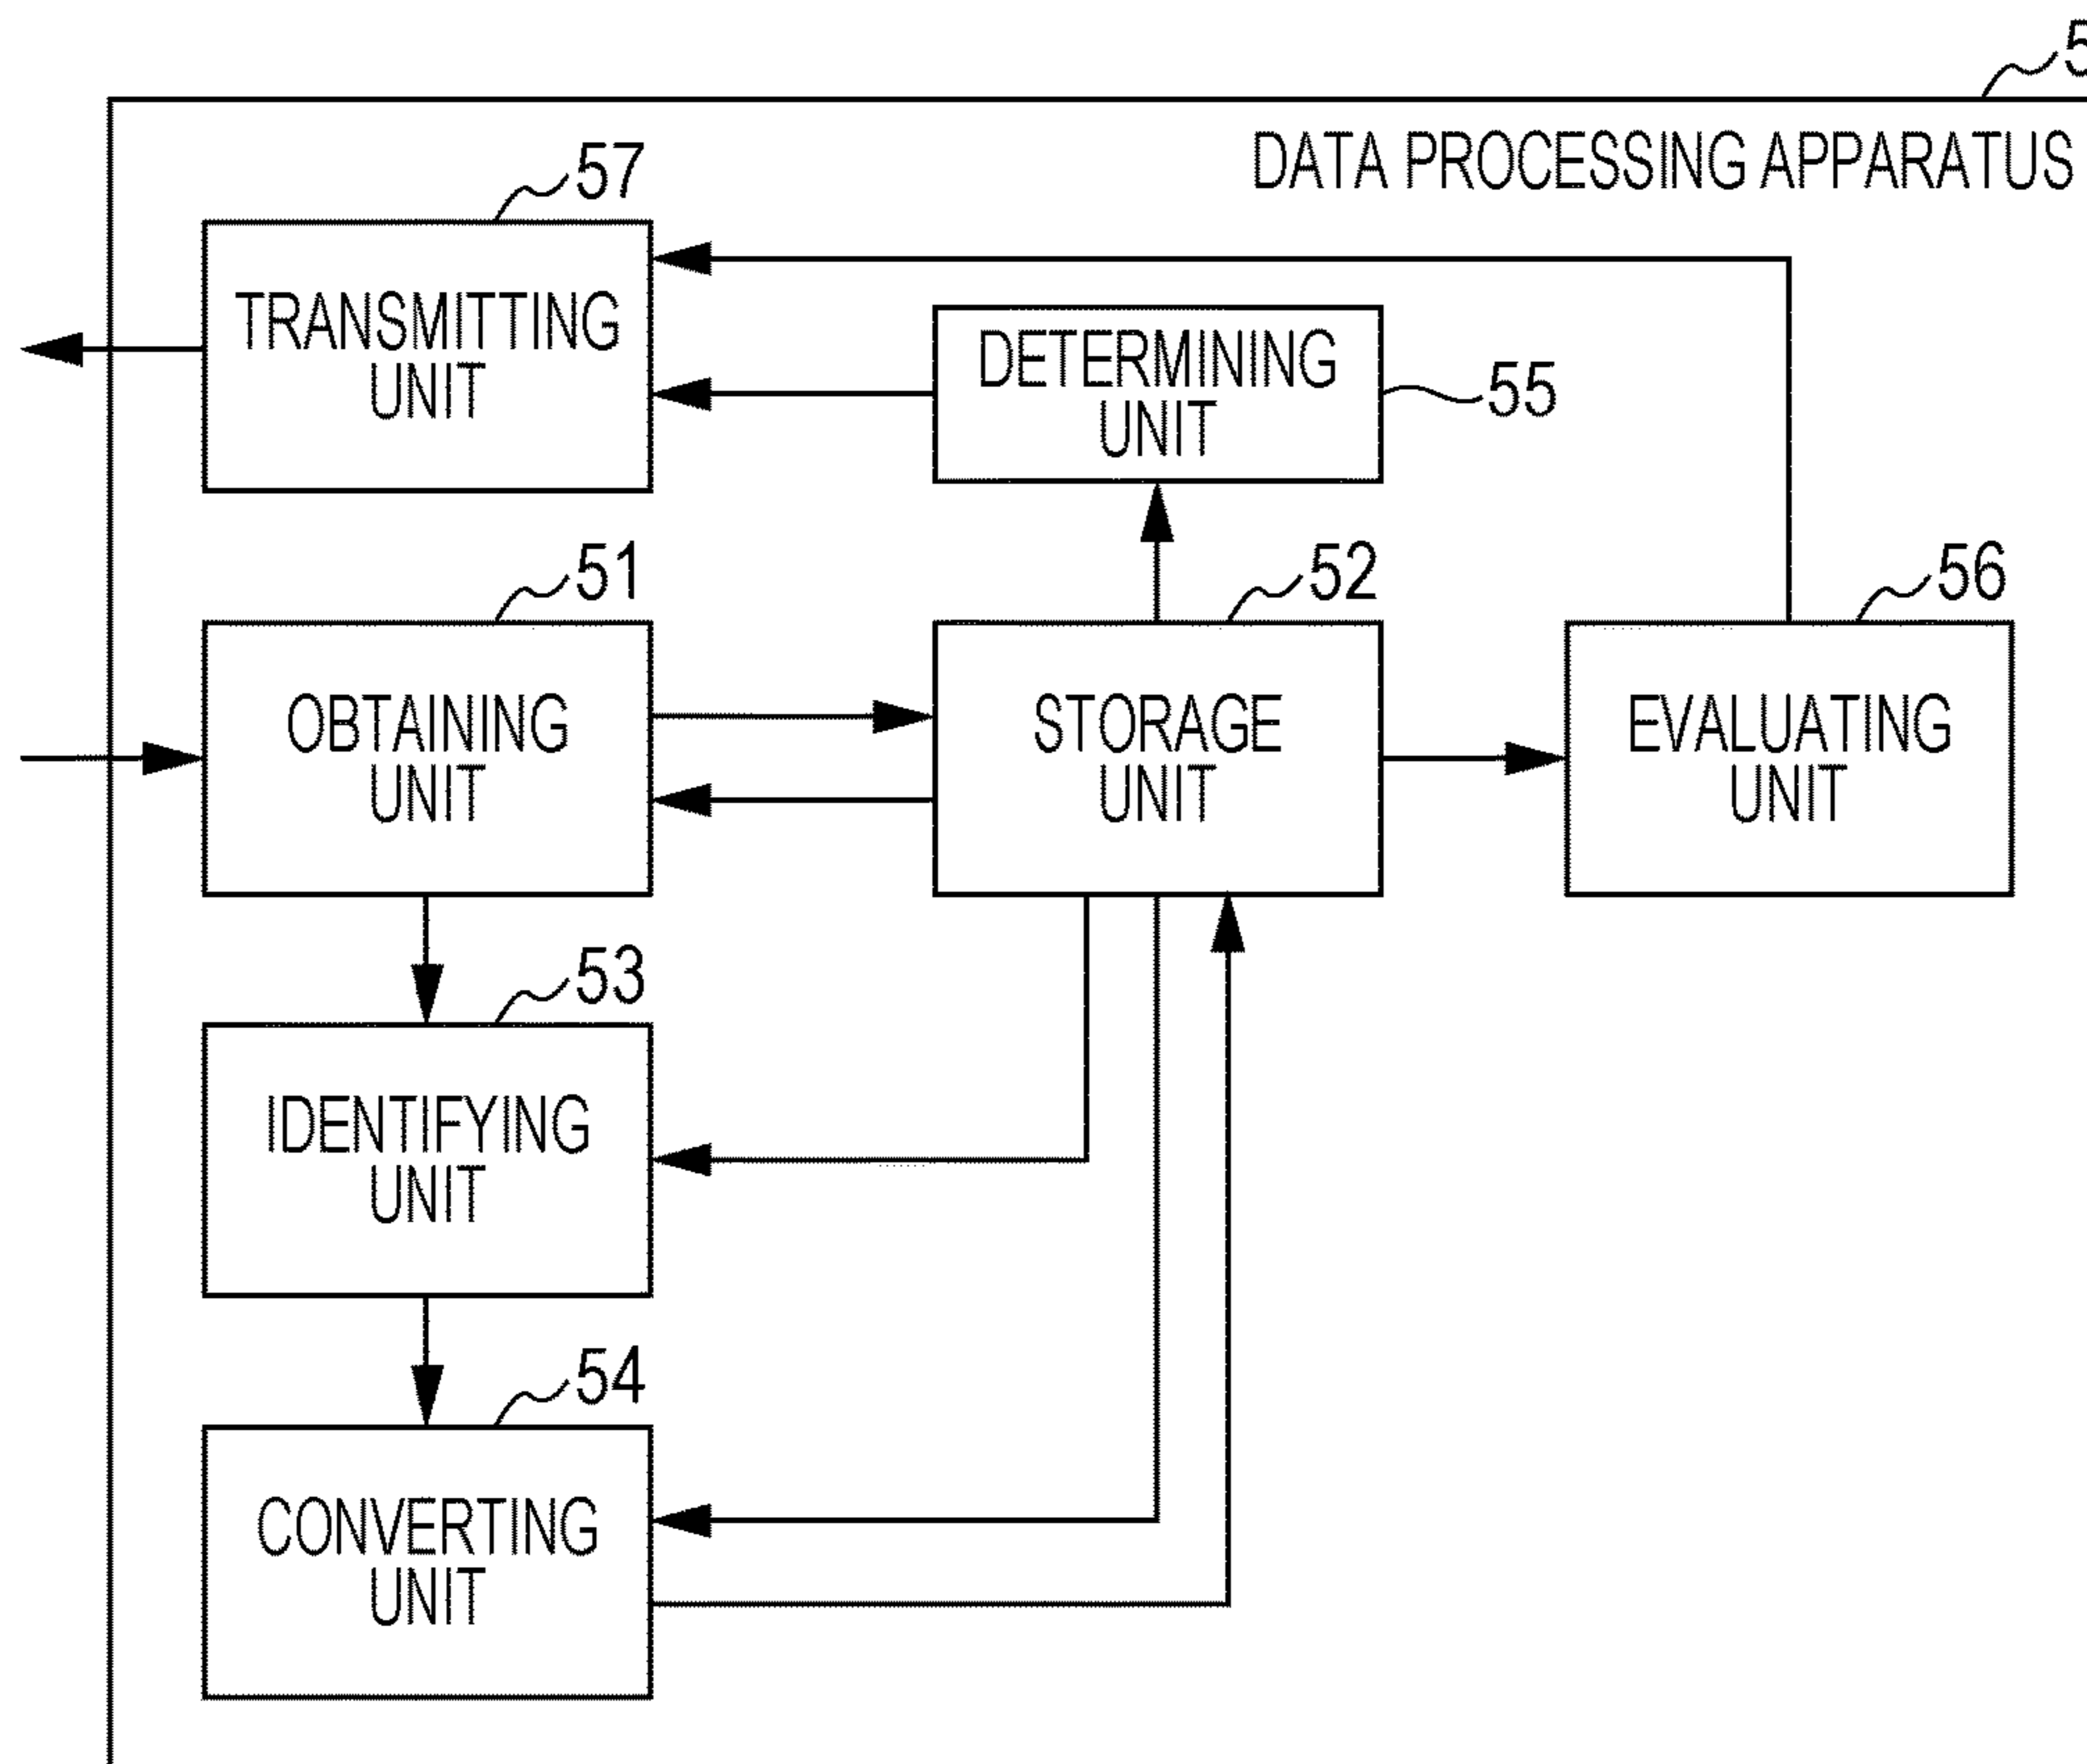 5
DATA PROCESSING APPARATUS
57
TRANSMITTING
UNIT
DETERMINING
UNIT
55
51
OBTAINING
UNIT
52
STORAGE
UNIT
56
EVALUATING
UNIT
53
IDENTIFYING
UNIT
54
CONVERTING
UNIT